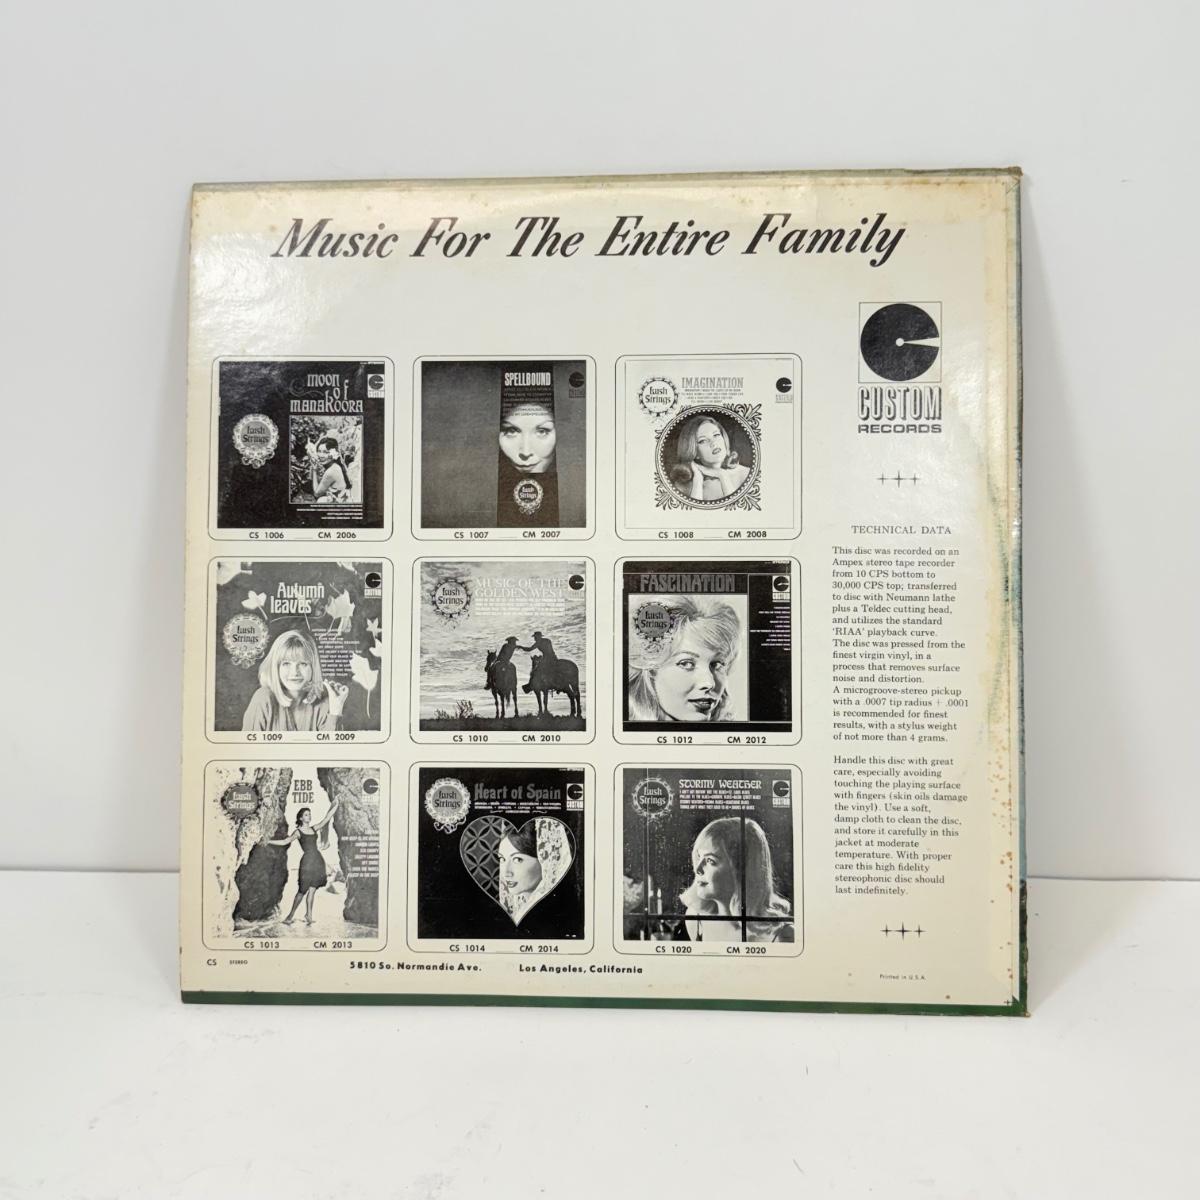 Music For The Entire Family
CUSTOM
RECORDS
moon
of
manakoora
Lush
Strings
CUSTOM
CS 1006 CM 2006
SPELLBOUND
Lush
Strings
CS 1007 CM 2007
IMAGINATION
Lush
Strings
CS 1008 CM 2008
Autumn
leaves
Lush
Strings
CUSTOM
CS 1009 CM 2009
MUSIC OF THE
GOLDEN WEST
Lush
Strings
CS 1010 CM 2010
FASCINATION
Lush
Strings
CS 1012 CM 2012
EBB
TIDE
Lush
Strings
CS 1013 CM 2013
Heart of Spain
Lush
Strings
CUSTOM
CS 1014 CM 2014
STORMY WEATHER
Lush
Strings
CUSTOM
CS 1020 CM 2020
TECHNICAL DATA
This disc was recorded on an
Ampex stereo tape recorder
from 10 CPS bottom to
30,000 CPS top; transferred
to disc with Neumann lathe
plus a Teldec cutting head,
and utilizes the standard
'RIAA' playback curve.
The disc was pressed from the
finest virgin vinyl, in a
process that removes surface
noise and distortion.
A microgroove-stereo pickup
with a .0007 tip radius + .0001
is recommended for finest
results, with a stylus weight
of not more than 4 grams.
Handle this disc with great
care, especially avoiding
touching the playing surface
with fingers (skin oils damage
the vinyl). Use a soft,
damp cloth to clean the disc,
and store it carefully in this
jacket at moderate
temperature. With proper
care this high fidelity
stereophonic disc should
last indefinitely.
CS STEREO
5810 So. Normandie Ave. Los Angeles, California
Printed in U.S.A.